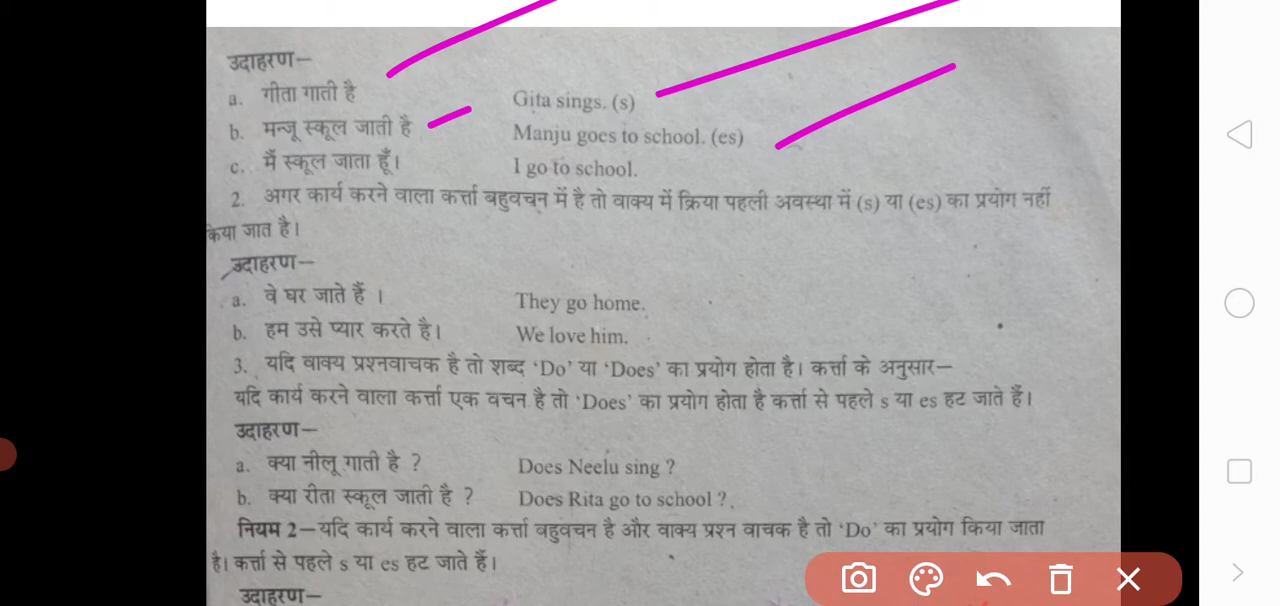 उदाहरण—
a. गीता गाती है Gita sings. (s)
b. मन्जू स्कूल जाती है Manju goes to school. (es)
c. मैं स्कूल जाता हूँ। I go to school.
2. अगर कार्य करने वाला कर्त्ता बहुवचन में है तो वाक्य में क्रिया पहली अवस्था में (s) या (es) का प्रयोग नहीं
किया जात है।
उदाहरण—
a. वे घर जाते हैं । They go home.
b. हम उसे प्यार करते है। We love him.
3. यदि वाक्य प्रश्नवाचक है तो शब्द ‘Do’ या ‘Does’ का प्रयोग होता है। कर्त्ता के अनुसार—
यदि कार्य करने वाला कर्त्ता एक वचन है तो ‘Does’ का प्रयोग होता है कर्त्ता से पहले s या es हट जाते हैं।
उदाहरण—
a. क्या नीलू गाती है ? Does Neelu sing ?
b. क्या रीता स्कूल जाती है ? Does Rita go to school ?
नियम 2—यदि कार्य करने वाला कर्त्ता बहुवचन है और वाक्य प्रश्न वाचक है तो ‘Do’ का प्रयोग किया जाता
है। कर्त्ता से पहले s या es हट जाते हैं।
उदाहरण—